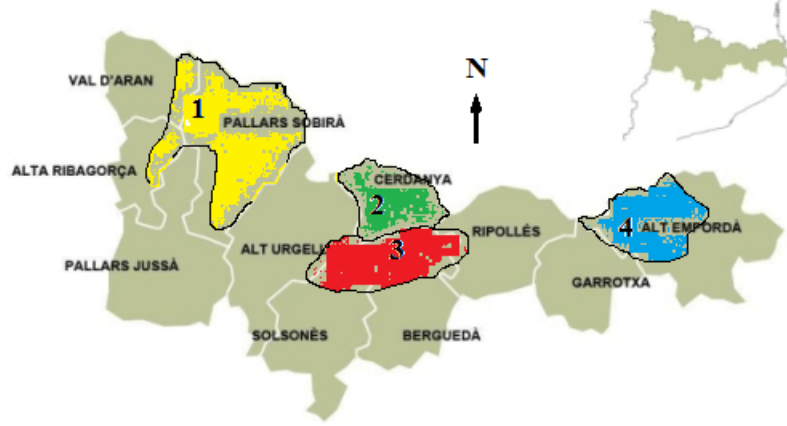 N
VAL D'ARAN
1
PALLARS SOBIRÀ
ALTA RIBAGORÇA
CERDANYA
2
3
4
ALT EMPORDÀ
RIPOLLÉS
ALT URGELL
PALLARS JUSSÀ
GARROTXA
SOLSONÈS
BERGUEDÀ